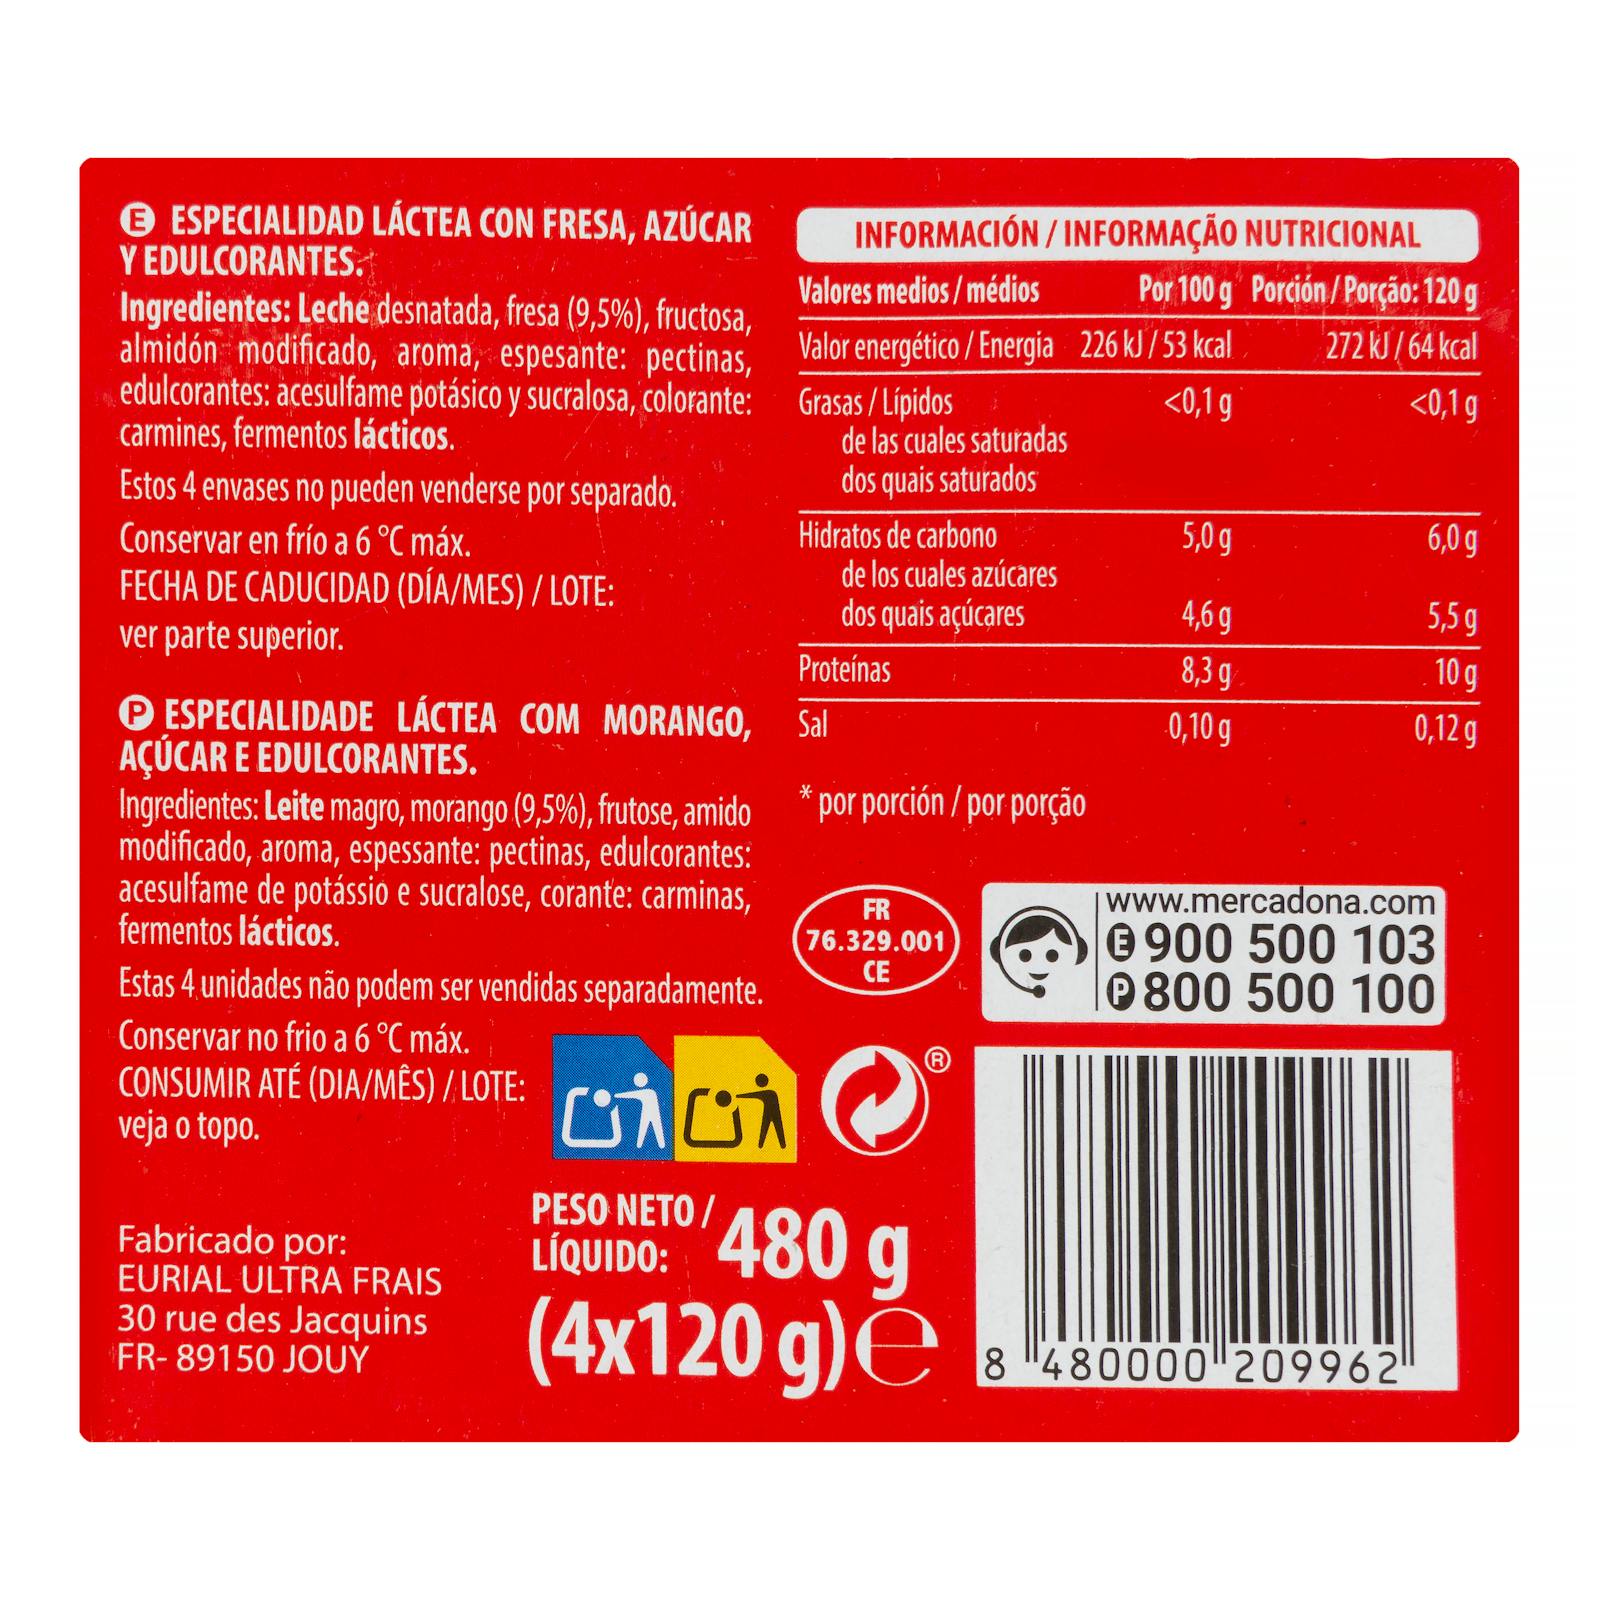 E ESPECIALIDAD LÁCTEA CON FRESA, AZÚCAR
Y EDULCORANTES.
Ingredientes: Leche desnatada, fresa (9,5%), fructosa,
almidón modificado, aroma, espesante: pectinas,
edulcorantes: acesulfame potásico y sucralosa, colorante:
carmines, fermentos lácticos.
Estos 4 envases no pueden venderse por separado.
Conservar en frío a 6 °C máx.
FECHA DE CADUCIDAD (DÍA/MES) / LOTE:
ver parte superior.
P ESPECIALIDADE LÁCTEA COM MORANGO,
AÇÚCAR E EDULCORANTES.
Ingredientes: Leite magro, morango (9,5%), frutose, amido
modificado, aroma, espessante: pectinas, edulcorantes:
acesulfame de potássio e sucralose, corante: carminas,
fermentos lácticos.
Estas 4 unidades não podem ser vendidas separadamente.
Conservar no frio a 6 °C máx.
CONSUMIR ATÉ (DIA/MÊS) / LOTE:
veja o topo.
Fabricado por:
EURIAL ULTRA FRAIS
30 rue des Jacquins
FR- 89150 JOUY
PESO NETO /
LÍQUIDO: 480 g
(4x120 g) e
INFORMACIÓN / INFORMAÇÃO NUTRICIONAL
Valores medios / médios Por 100 g Porción / Porção: 120 g
Valor energético / Energia 226 kJ / 53 kcal 272 kJ / 64 kcal
Grasas / Lípidos <0,1 g <0,1 g
de las cuales saturadas
dos quais saturados
Hidratos de carbono 5,0 g 6,0 g
de los cuales azúcares
dos quais açúcares 4,6 g 5,5 g
Proteínas 8,3 g 10 g
Sal 0,10 g 0,12 g
* por porción / por porção
FR
76.329.001
CE
www.mercadona.com
E 900 500 103
P 800 500 100
®
8 480000 209962